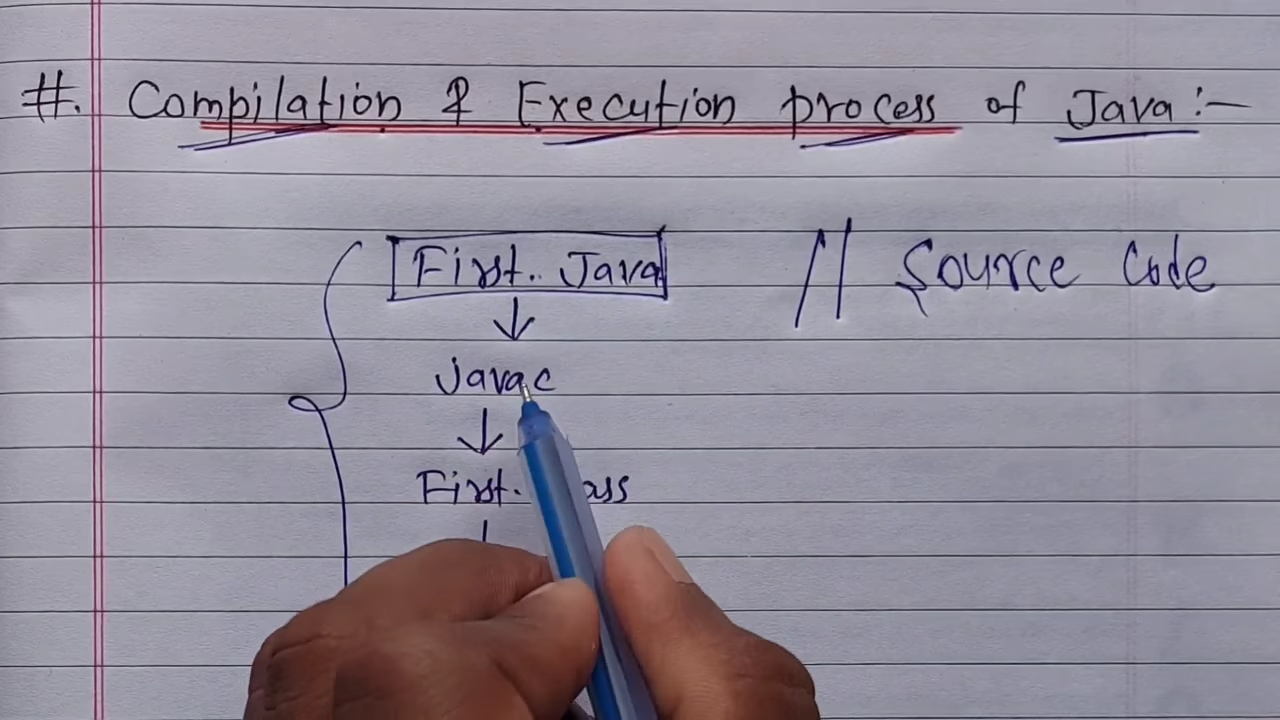 #. Compilation & Execution process of Java:-
First. Java // Source Code
Javac
First.